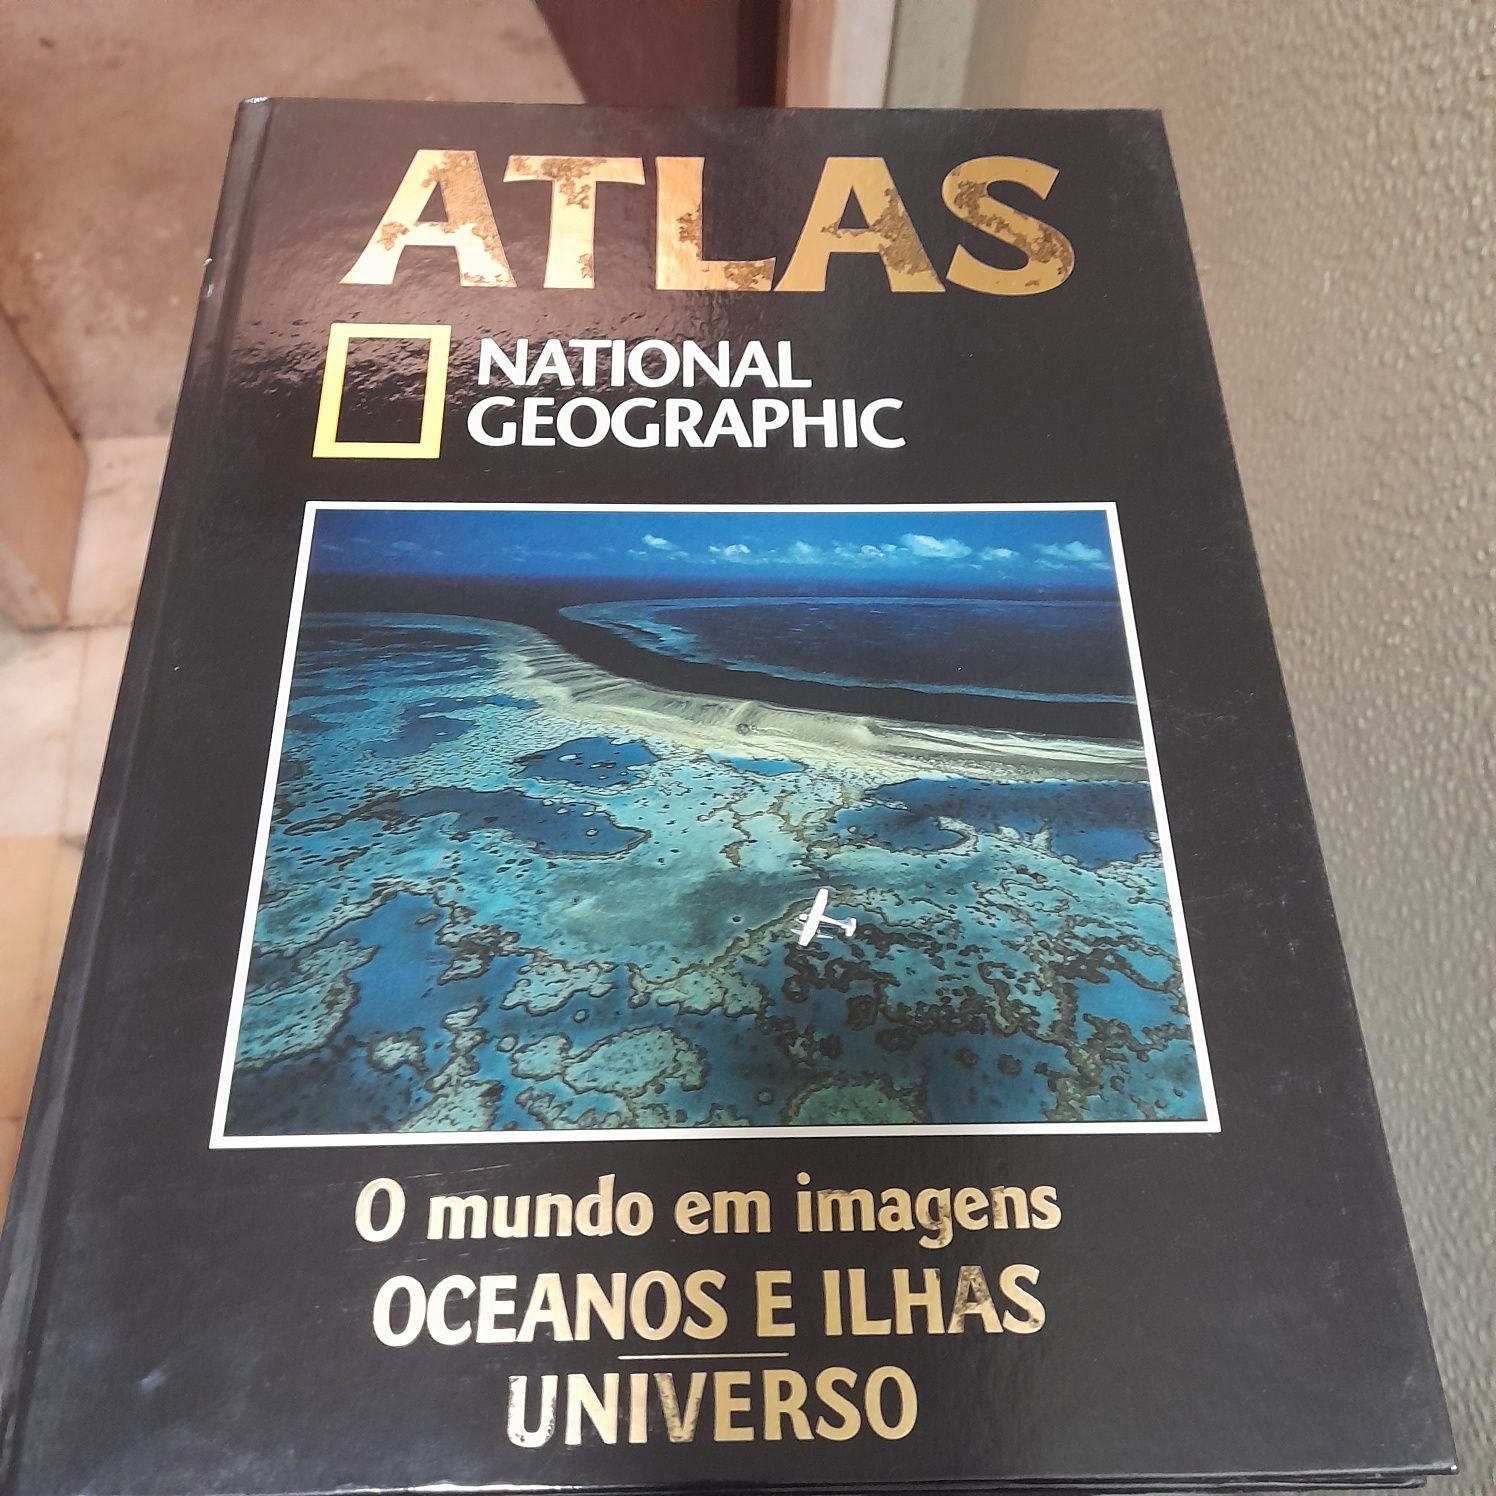 ATLAS
NATIONAL
GEOGRAPHIC
O mundo em imagens
OCEANOS E ILHAS
UNIVERSO